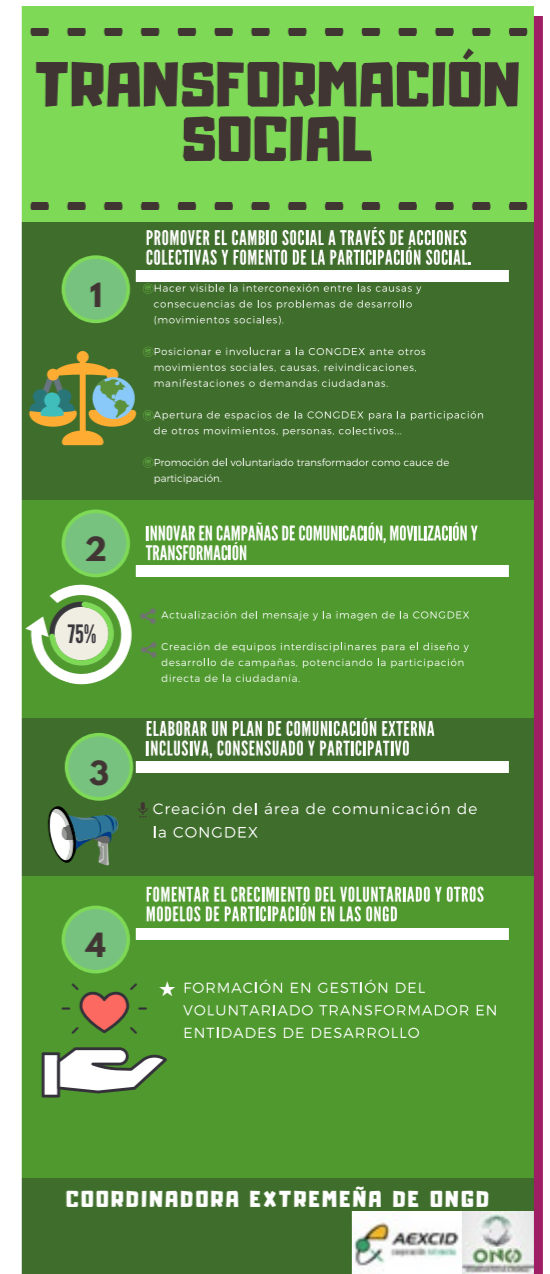 TRANSFORMACIÓN
SOCIAL
PROMOVER EL CAMBIO SOCIAL A TRAVÉS DE ACCIONES
COLECTIVAS Y FOMENTO DE LA PARTICIPACIÓN SOCIAL.
1
Hacer visible la interconexión entre las causas y
consecuencias de los problemas de desarrollo
(movimientos sociales).
Posicionar e involucrar a la CONGDEX ante otros
movimientos sociales, causas, reivindicaciones,
manifestaciones o demandas ciudadanas.
Apertura de espacios de la CONGDEX para la participación
de otros movimientos, personas, colectivos...
Promoción del voluntariado transformador como cauce de
participación.
2
INNOVAR EN CAMPAÑAS DE COMUNICACIÓN, MOVILIZACIÓN Y
TRANSFORMACIÓN
75%
Actualización del mensaje y la imagen de la CONGDEX
Creación de equipos interdisciplinares para el diseño y
desarrollo de campañas, potenciando la participación
directa de la ciudadanía.
ELABORAR UN PLAN DE COMUNICACIÓN EXTERNA
INCLUSIVA, CONSENSUADO Y PARTICIPATIVO
3
Creación del área de comunicación de
la CONGDEX
FOMENTAR EL CRECIMIENTO DEL VOLUNTARIADO Y OTROS
MODELOS DE PARTICIPACIÓN EN LAS ONGD
4
FORMACIÓN EN GESTIÓN DEL
VOLUNTARIADO TRANSFORMADOR EN
ENTIDADES DE DESARROLLO
COORDINADORA EXTREMEÑA DE ONGD
AEXCID